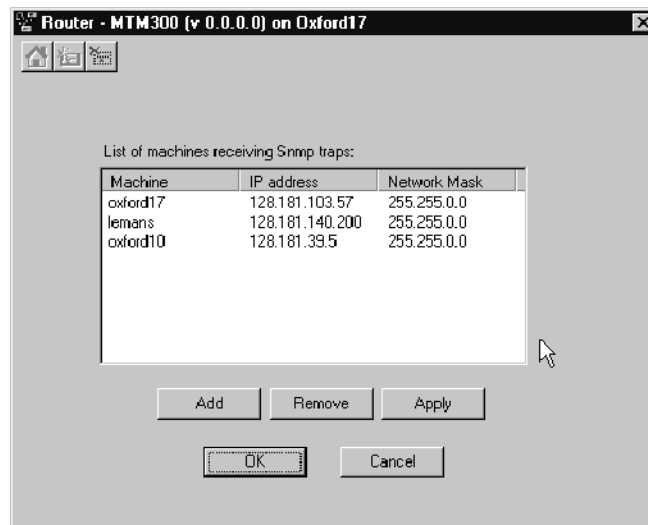 Router - MTM300 (v 0.0.0.0) on Oxford17
List of machines receiving Snmp traps:
Machine IP address Network Mask
oxford17 128.181.103.57 255.255.0.0
lemans 128.181.140.200 255.255.0.0
oxford10 128.181.39.5 255.255.0.0
Add Remove Apply
OK Cancel